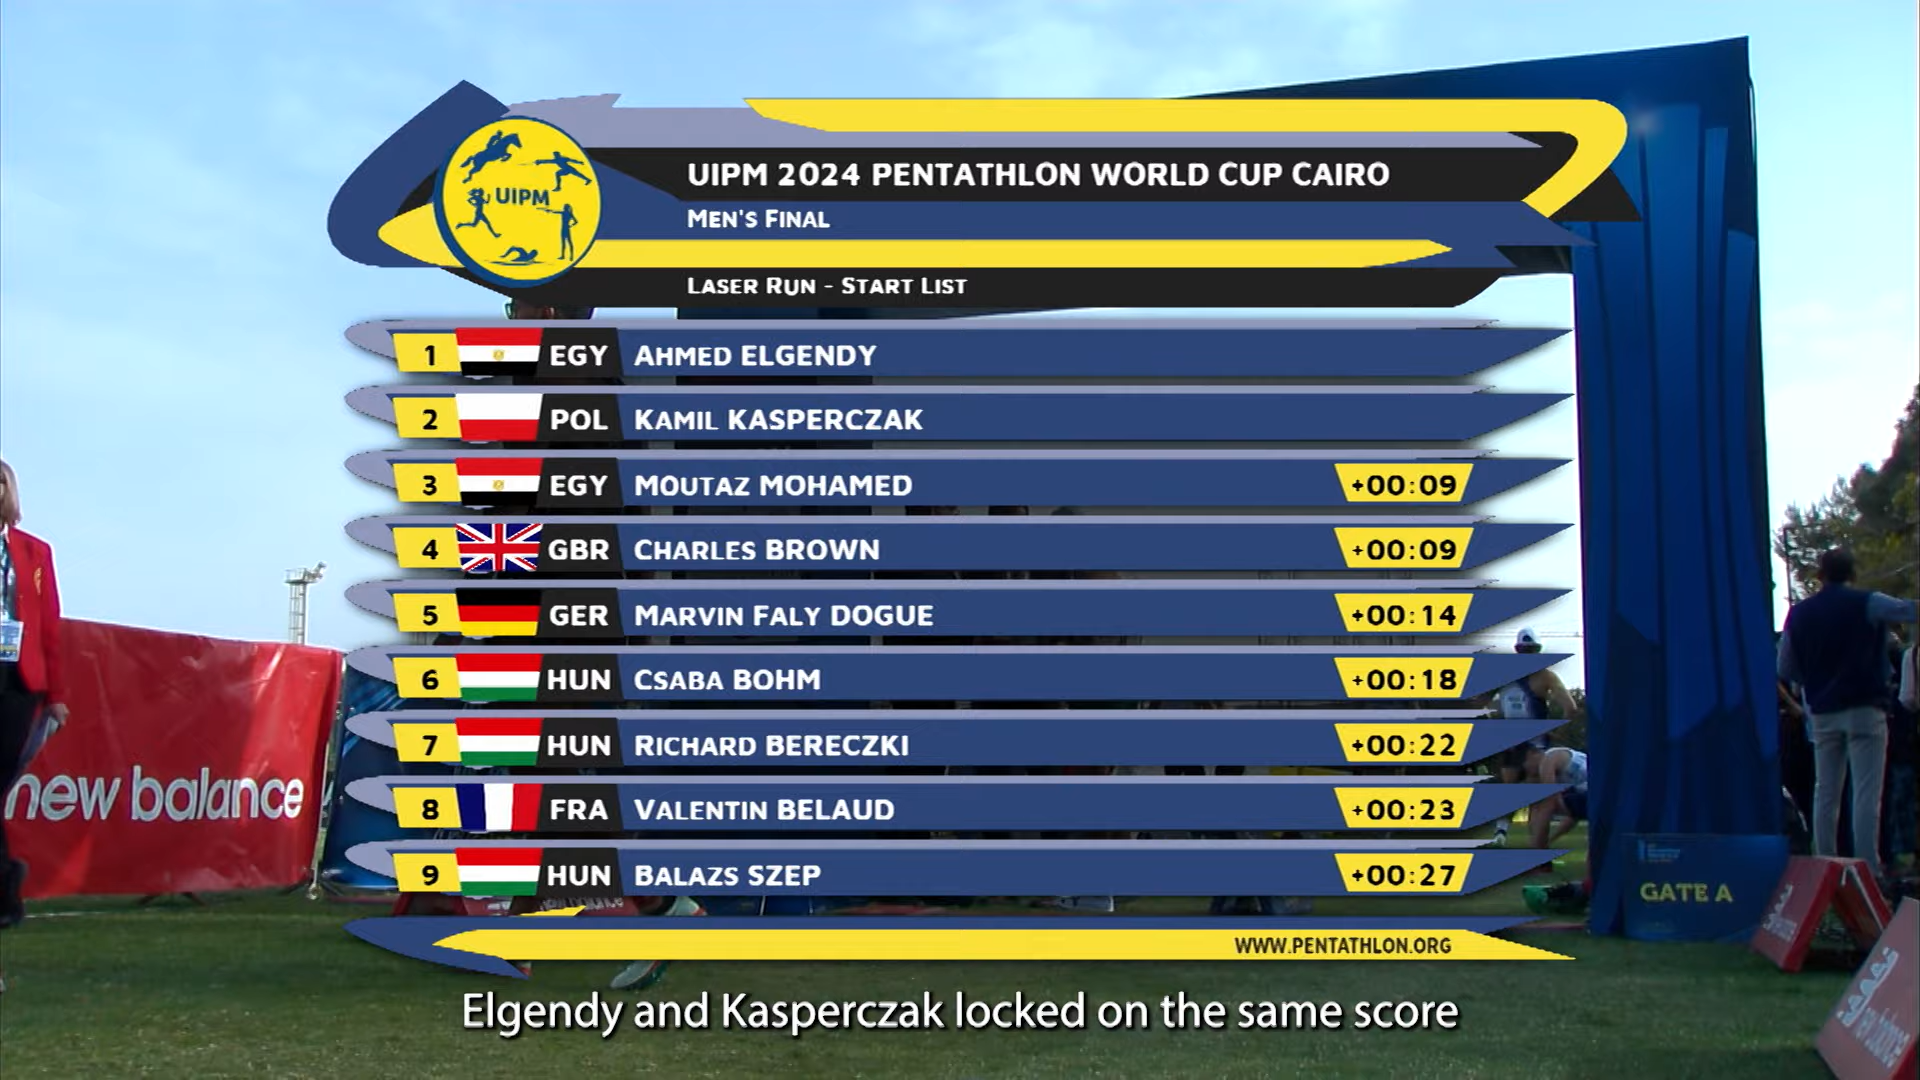 UIPM
UIPM 2024 PENTATHLON WORLD CUP CAIRO
MEN'S FINAL
LASER RUN - START LIST
1 EGY AHMED ELGENDY
2 POL KAMIL KASPERCZAK
3 EGY MOUTAZ MOHAMED +00:09
4 GBR CHARLES BROWN +00:09
5 GER MARVIN FALY DOGUE +00:14
6 HUN CSABA BOHM +00:18
7 HUN RICHARD BERECZKI +00:22
8 FRA VALENTIN BELAUD +00:23
9 HUN BALAZS SZEP +00:27
WWW.PENTATHLON.ORG
new balance
GATE A
Elgendy and Kasperczak locked on the same score